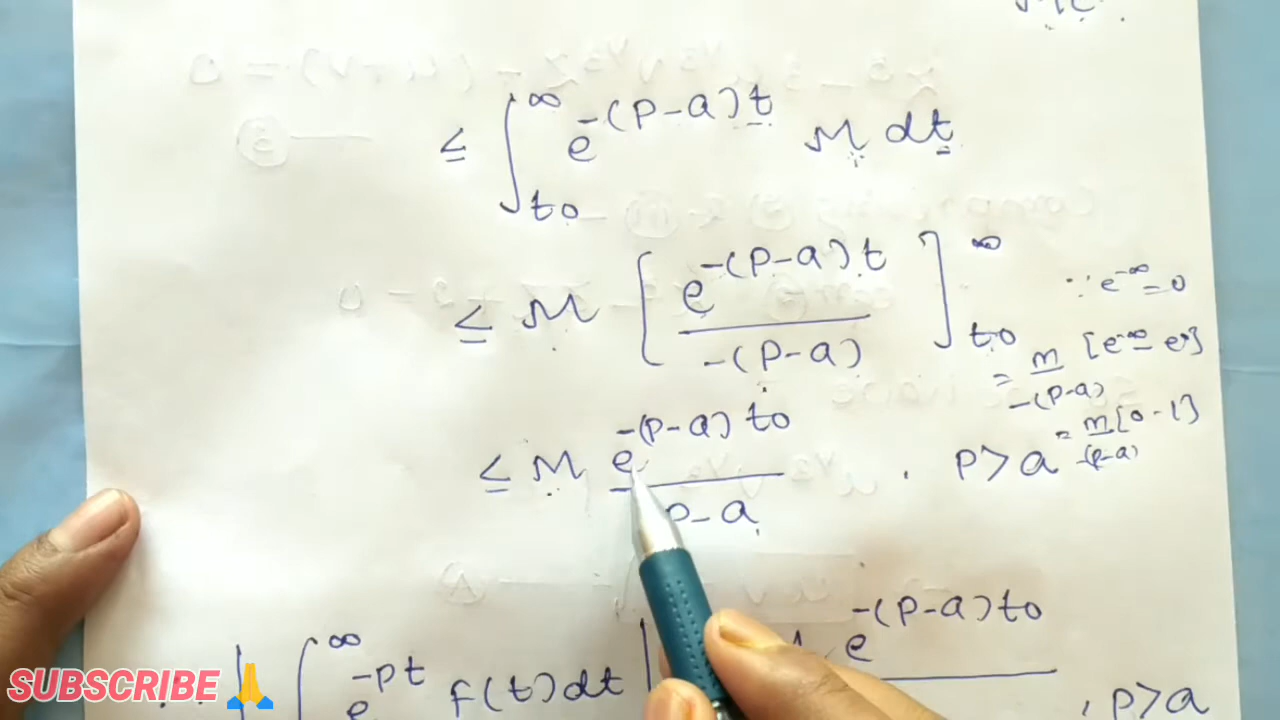 ≤ ∫_{t0}^{∞} e^{-(p-a)t} M dt
≤ M [ e^{-(p-a)t} / -(p-a) ]_{t0}^{∞}
∵ e^{-∞} = 0
= m / -(p-a) [e^{-∞} - e^{0}]
= m / -(p-a) [0-1]
≤ M e^{-(p-a)t0} / p-a , p>a
| ∫^{∞} e^{-pt} f(t)dt | e^{-(p-a)t0} , p>a
SUBSCRIBE 🙏